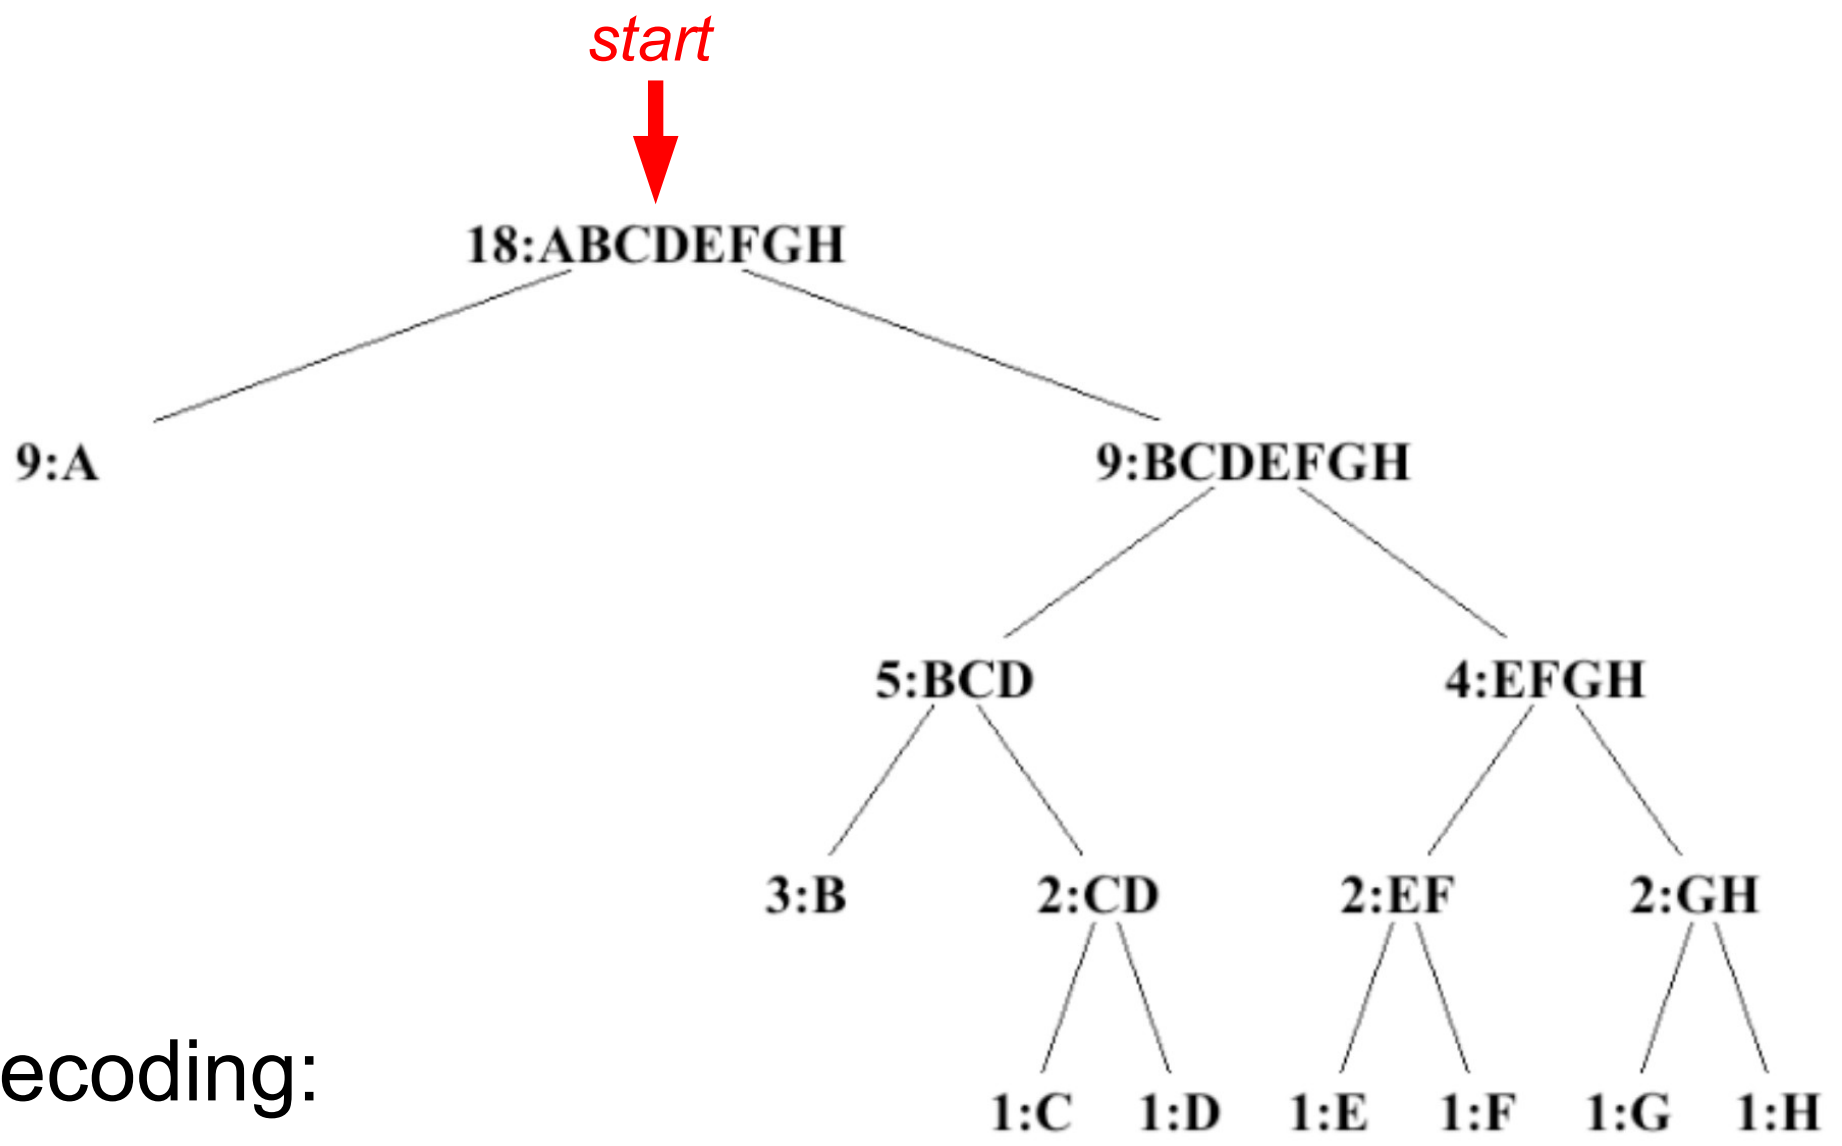 start
18:ABCDEFGH
9:A 9:BCDEFGH
5:BCD 4:EFGH
3:B 2:CD 2:EF 2:GH
ecoding:
1:C 1:D 1:E 1:F 1:G 1:H